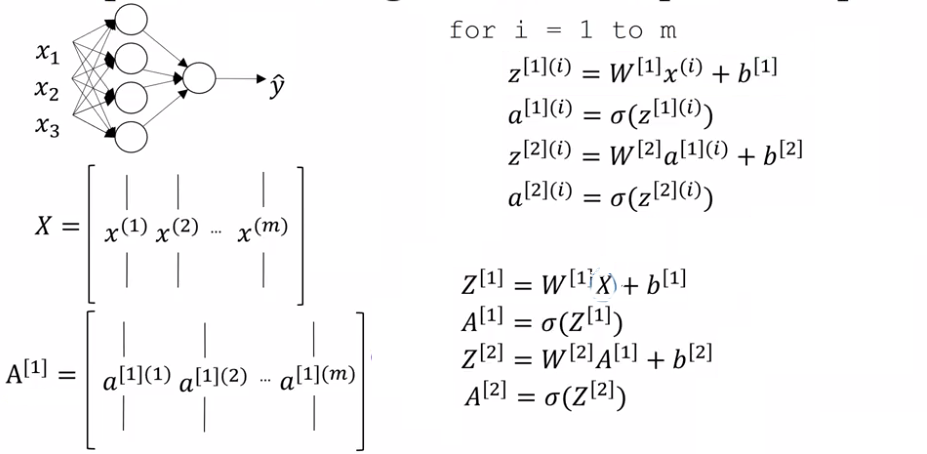 for i = 1 to m
x₁
x₂
x₃
ŷ
z^{[1](i)} = W^{[1]}x^{(i)} + b^{[1]}
a^{[1](i)} = σ(z^{[1](i)})
z^{[2](i)} = W^{[2]}a^{[1](i)} + b^{[2]}
a^{[2](i)} = σ(z^{[2](i)})
X = [x^{(1)} x^{(2)} … x^{(m)}]
A^{[1]} = [a^{[1](1)} a^{[1](2)} … a^{[1](m)}]
Z^{[1]} = W^{[1]}X + b^{[1]}
A^{[1]} = σ(Z^{[1]})
Z^{[2]} = W^{[2]}A^{[1]} + b^{[2]}
A^{[2]} = σ(Z^{[2]})